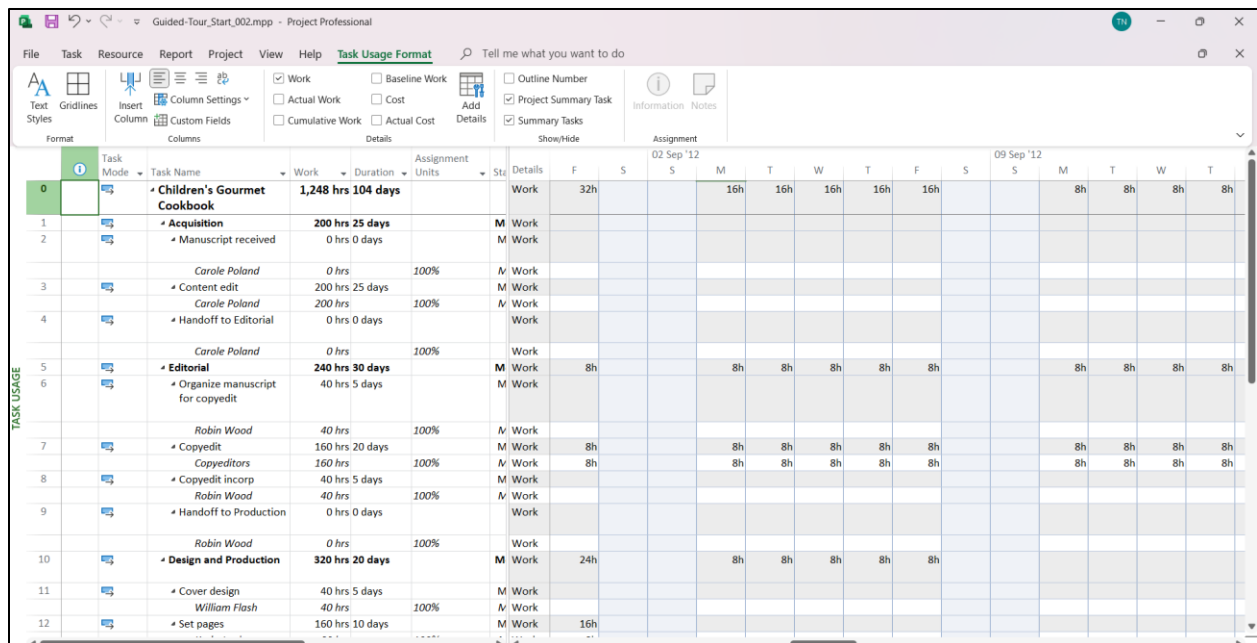 Guided-Tour_Start_002.mpp - Project Professional
TN
File Task Resource Report Project View Help Task Usage Format Tell me what you want to do
Text Styles
Gridlines
Format
Insert Column
Column Settings
Custom Fields
Columns
Work
Actual Work
Cumulative Work
Baseline Work
Cost
Actual Cost
Add Details
Details
Outline Number
Project Summary Task
Summary Tasks
Show/Hide
Information Notes
Assignment
TASK USAGE
02 Sep '12 09 Sep '12
Task Mode Task Name Work Duration Assignment Units Sta Details F S S M T W T F S S M T W T
0 Children's Gourmet Cookbook 1,248 hrs 104 days Work 32h 16h 16h 16h 16h 16h 8h 8h 8h 8h
1 Acquisition 200 hrs 25 days M Work
2 Manuscript received 0 hrs 0 days M Work
Carole Poland 0 hrs 100% M Work
3 Content edit 200 hrs 25 days M Work
Carole Poland 200 hrs 100% M Work
4 Handoff to Editorial 0 hrs 0 days Work
Carole Poland 0 hrs 100% Work
5 Editorial 240 hrs 30 days M Work 8h 8h 8h 8h 8h 8h 8h 8h 8h 8h
6 Organize manuscript for copyedit 40 hrs 5 days M Work
Robin Wood 40 hrs 100% M Work
7 Copyedit 160 hrs 20 days M Work 8h 8h 8h 8h 8h 8h 8h 8h 8h 8h
Copyeditors 160 hrs 100% M Work 8h 8h 8h 8h 8h 8h 8h 8h 8h 8h
8 Copyedit incorp 40 hrs 5 days M Work
Robin Wood 40 hrs 100% M Work
9 Handoff to Production 0 hrs 0 days Work
Robin Wood 0 hrs 100% Work
10 Design and Production 320 hrs 20 days M Work 24h 8h 8h 8h 8h 8h
11 Cover design 40 hrs 5 days M Work
William Flash 40 hrs 100% M Work
12 Set pages 160 hrs 10 days M Work 16h